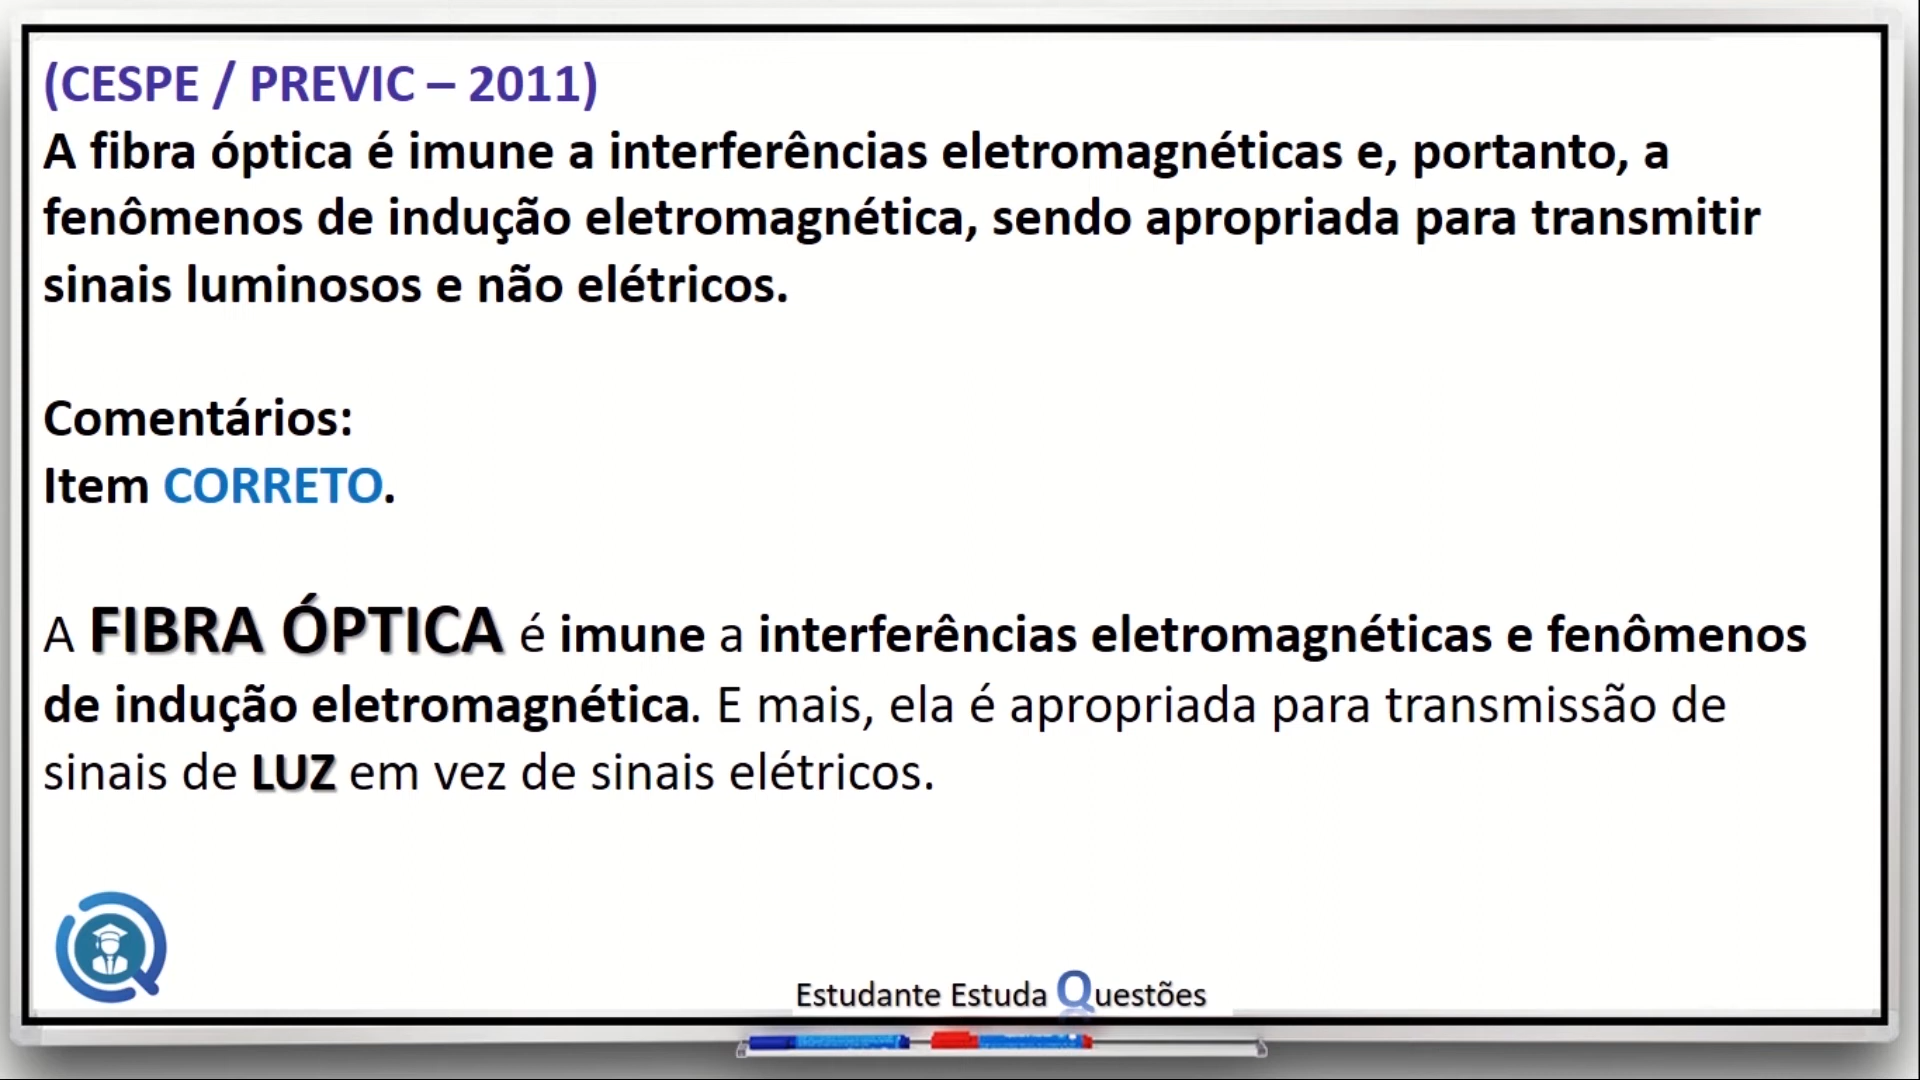 (CESPE / PREVIC – 2011)
A fibra óptica é imune a interferências eletromagnéticas e, portanto, a
fenômenos de indução eletromagnética, sendo apropriada para transmitir
sinais luminosos e não elétricos.
Comentários:
Item CORRETO.
A FIBRA ÓPTICA é imune a interferências eletromagnéticas e fenômenos
de indução eletromagnética. E mais, ela é apropriada para transmissão de
sinais de LUZ em vez de sinais elétricos.
Estudante Estuda Questões